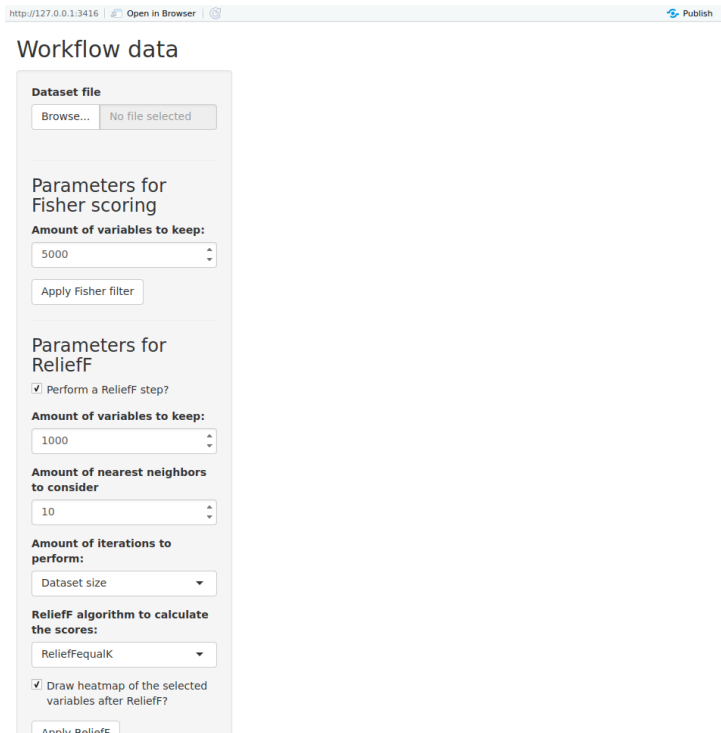 http://127.0.0.1:3416 Open in Browser Publish
Workflow data
Dataset file
Browse... No file selected
Parameters for
Fisher scoring
Amount of variables to keep:
5000
Apply Fisher filter
Parameters for
ReliefF
Perform a ReliefF step?
Amount of variables to keep:
1000
Amount of nearest neighbors
to consider
10
Amount of iterations to
perform:
Dataset size
ReliefF algorithm to calculate
the scores:
ReliefFequalK
Draw heatmap of the selected
variables after ReliefF?
Apply ReliefF